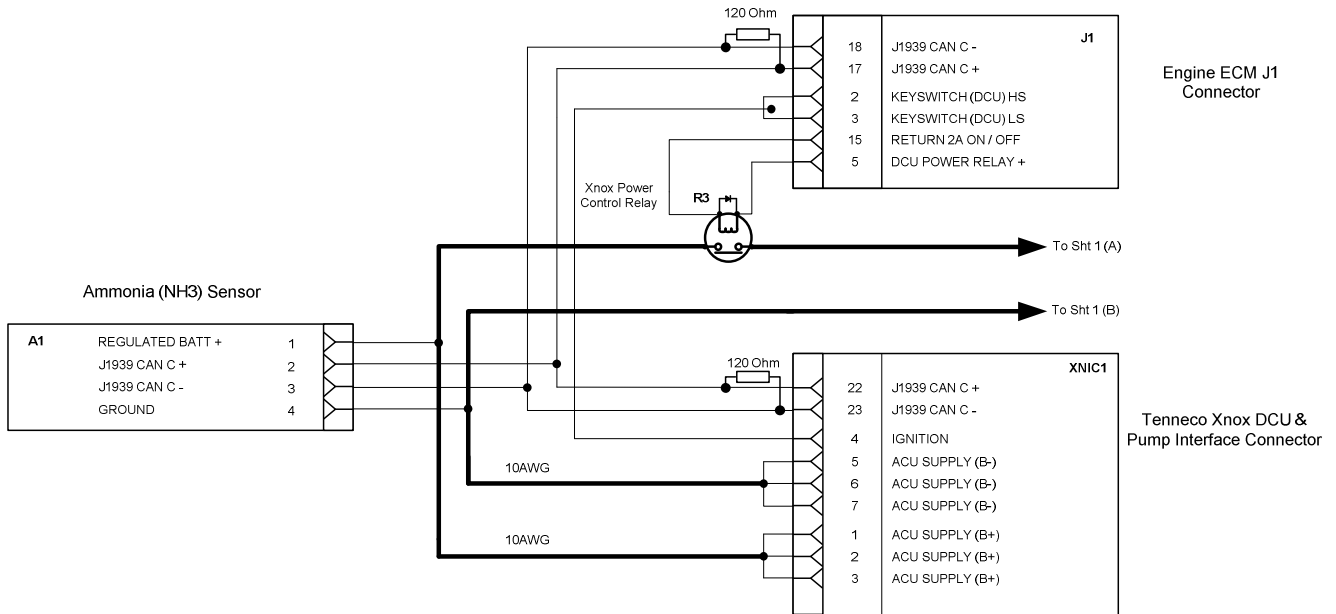 120 Ohm
J1
18 J1939 CAN C -
17 J1939 CAN C +
2 KEYSWITCH (DCU) HS
3 KEYSWITCH (DCU) LS
15 RETURN 2A ON / OFF
5 DCU POWER RELAY +
Engine ECM J1
Connector
Xnox Power
Control Relay
R3
To Sht 1 (A)
To Sht 1 (B)
Ammonia (NH3) Sensor
A1
REGULATED BATT + 1
J1939 CAN C + 2
J1939 CAN C - 3
GROUND 4
120 Ohm
XNIC1
22 J1939 CAN C +
23 J1939 CAN C -
4 IGNITION
5 ACU SUPPLY (B-)
6 ACU SUPPLY (B-)
7 ACU SUPPLY (B-)
1 ACU SUPPLY (B+)
2 ACU SUPPLY (B+)
3 ACU SUPPLY (B+)
Tenneco Xnox DCU &
Pump Interface Connector
10AWG
10AWG